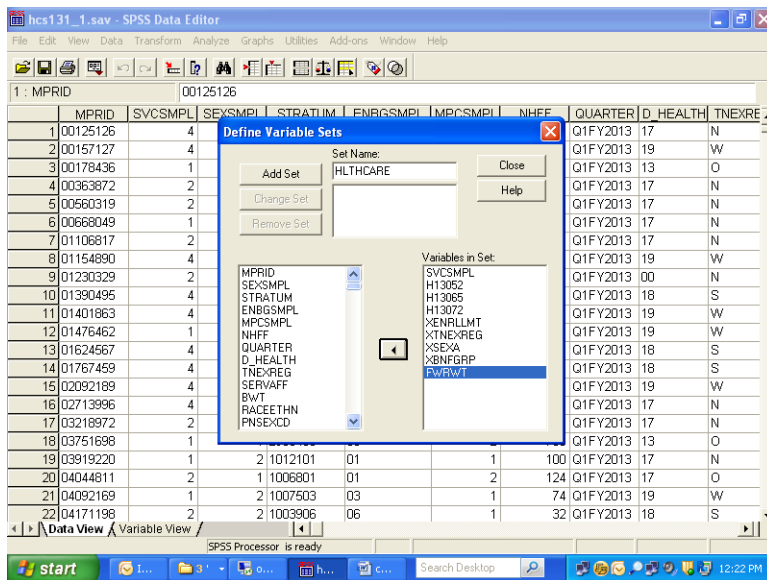 hcs131_1.sav - SPSS Data Editor
File Edit View Data Transform Analyze Graphs Utilities Add-ons Window Help
1 : MPRID 00125126
MPRID SVCSMPL SEXSMPL STRATUM ENBGSMPL MPCSMPL NHFF QUARTER D_HEALTH TNEXRE
1 00125126 4 Q1FY2013 17 N
2 00157127 4 Q1FY2013 19 W
3 00178436 1 Q1FY2013 13 O
4 00363872 2 Q1FY2013 17 N
5 00560319 2 Q1FY2013 17 N
6 00668049 1 Q1FY2013 17 N
7 01106817 2 Q1FY2013 17 N
8 01154890 4 Q1FY2013 19 W
9 01230329 2 Q1FY2013 00 N
10 01390495 4 Q1FY2013 18 S
11 01401863 4 Q1FY2013 19 W
12 01476462 1 Q1FY2013 19 W
13 01624567 4 Q1FY2013 18 S
14 01767459 4 Q1FY2013 18 S
15 02092189 4 Q1FY2013 19 W
16 02713996 4 Q1FY2013 17 N
17 03218972 2 Q1FY2013 17 N
18 03751698 1 Q1FY2013 13 O
19 03919220 1 2 1012101 01 1 100 Q1FY2013 17 N
20 04044811 2 1 1006801 01 2 124 Q1FY2013 17 O
21 04092169 1 2 1007503 03 1 74 Q1FY2013 19 W
22 04171198 2 2 1003906 06 1 32 Q1FY2013 18 S
Define Variable Sets
Set Name:
Add Set
HLTHCARE
Close
Change Set
Help
Remove Set
Variables in Set:
MPRID
SEXSMPL
STRATUM
ENBGSMPL
MPCSMPL
NHFF
QUARTER
D_HEALTH
TNEXREG
SERVAFF
BWT
RACEETHN
PNSEXCD
SVCSMPL
H13052
H13065
H13072
XENRLLMT
XTNEXREG
XSEXA
XBNFGRP
FWRWT
Data View Variable View
SPSS Processor is ready
start I... 3 o... h... c... Search Desktop 12:22 PM